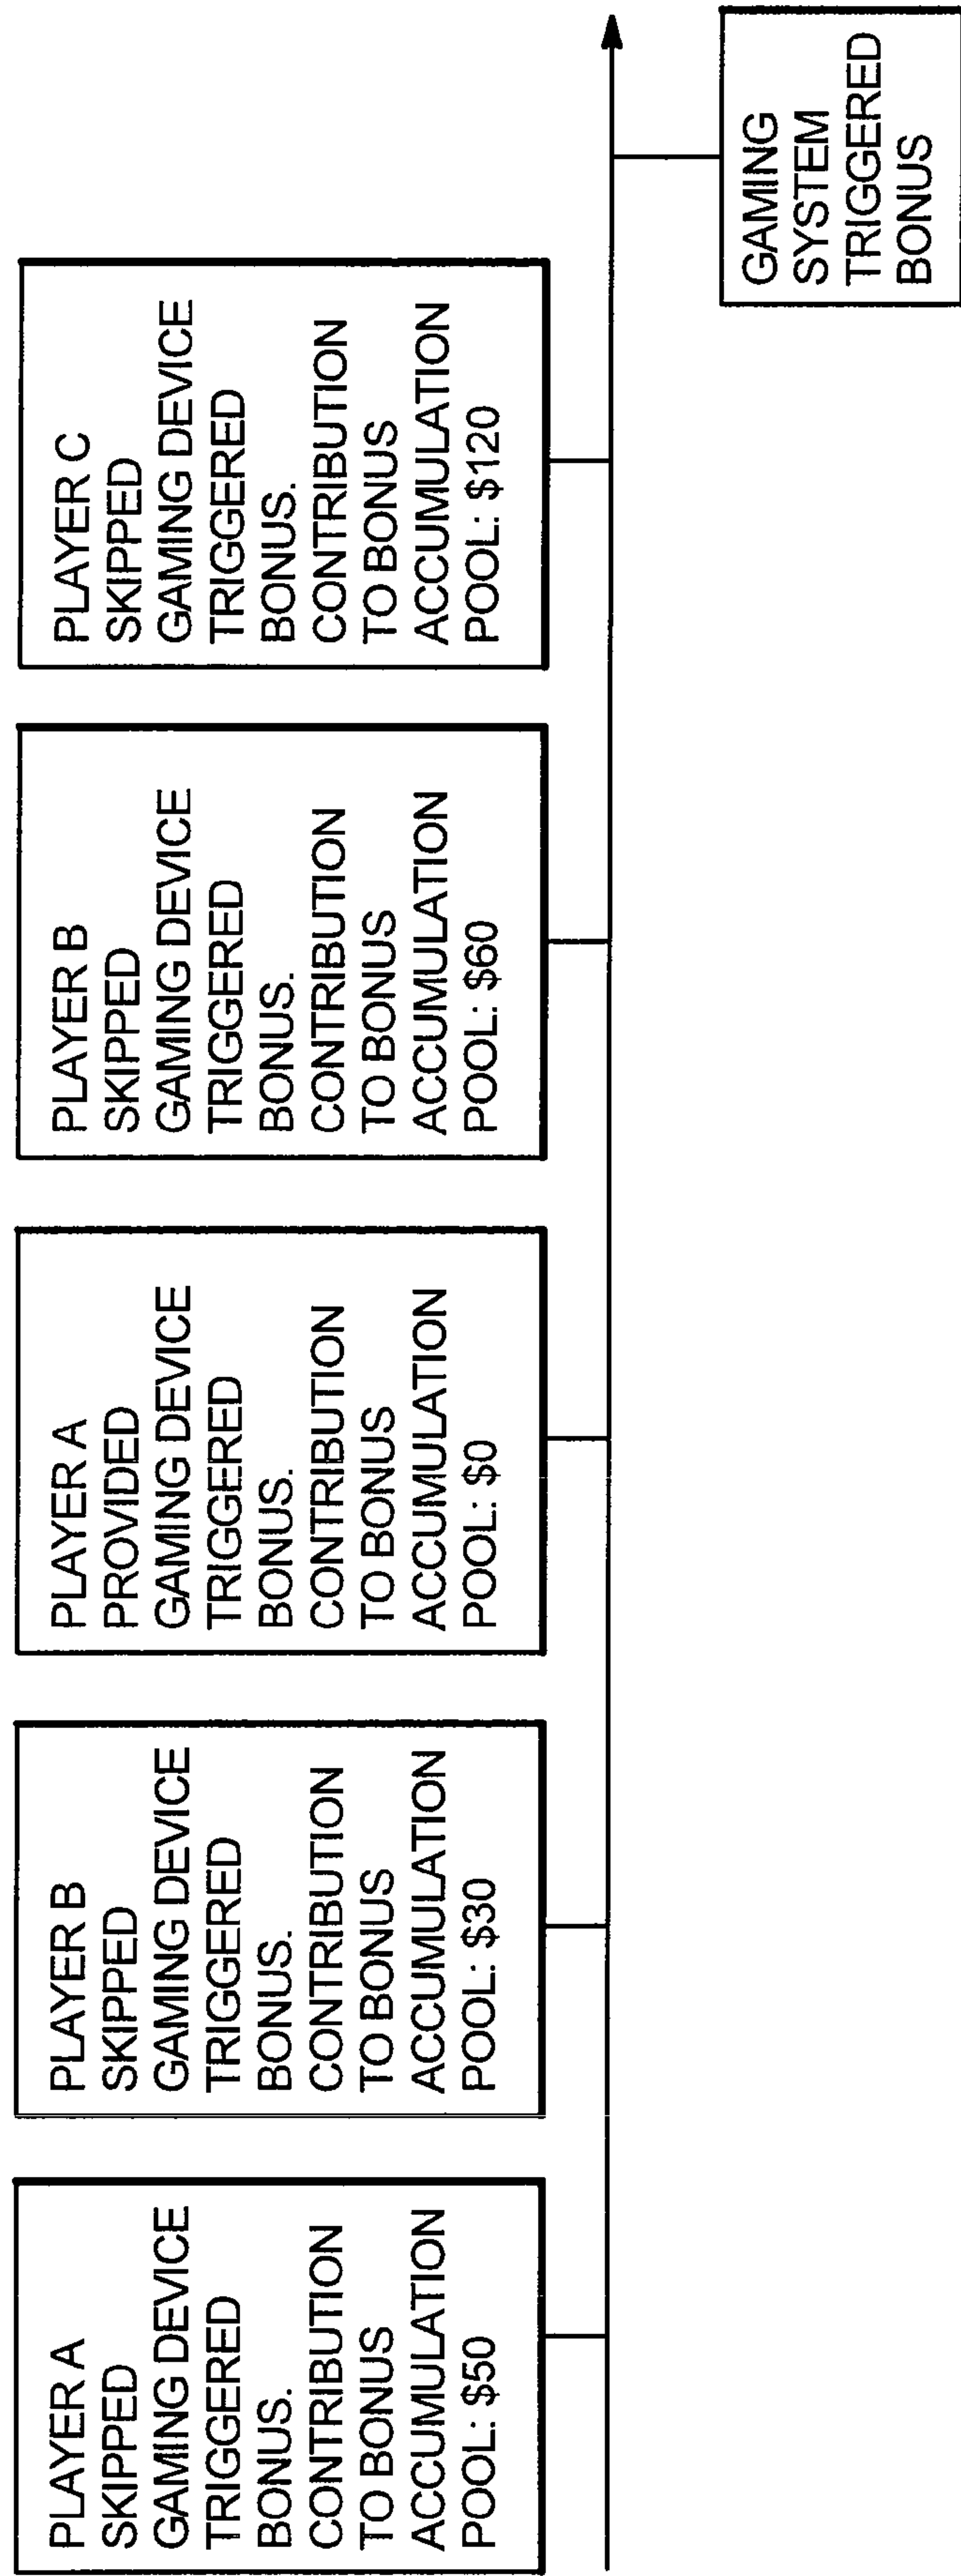 PLAYER A
SKIPPED
GAMING DEVICE
TRIGGERED
BONUS.
CONTRIBUTION
TO BONUS
ACCUMULATION
POOL: $50
PLAYER B
SKIPPED
GAMING DEVICE
TRIGGERED
BONUS.
CONTRIBUTION
TO BONUS
ACCUMULATION
POOL: $30
PLAYER A
PROVIDED
GAMING DEVICE
TRIGGERED
BONUS.
CONTRIBUTION
TO BONUS
ACCUMULATION
POOL: $0
PLAYER B
SKIPPED
GAMING DEVICE
TRIGGERED
BONUS.
CONTRIBUTION
TO BONUS
ACCUMULATION
POOL: $60
PLAYER C
SKIPPED
GAMING DEVICE
TRIGGERED
BONUS.
CONTRIBUTION
TO BONUS
ACCUMULATION
POOL: $120
GAMING
SYSTEM
TRIGGERED
BONUS